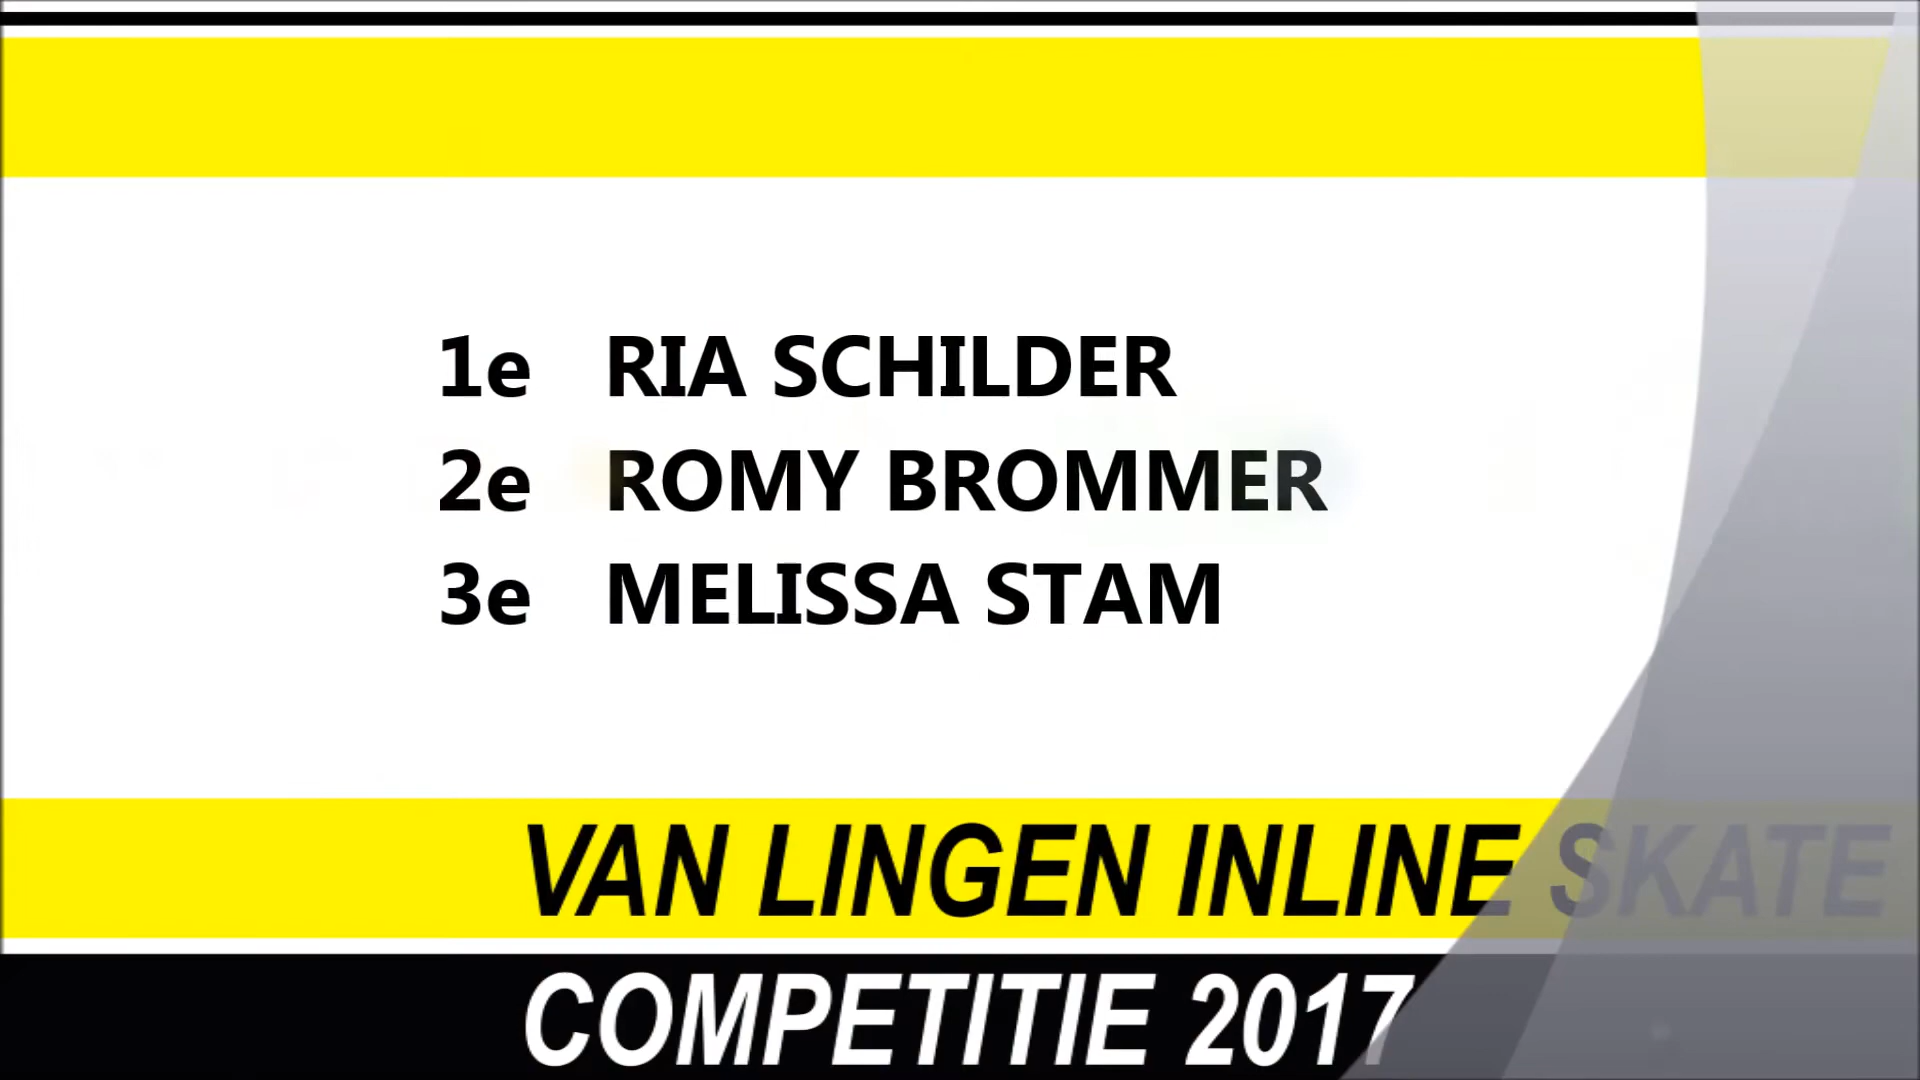 1e RIA SCHILDER
2e ROMY BROMMER
3e MELISSA STAM
VAN LINGEN INLINE SKATE
COMPETITIE 2017